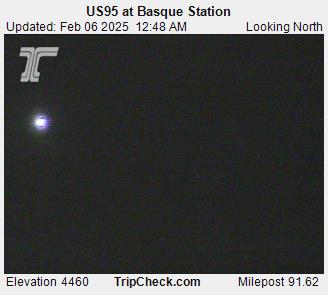 US95 at Basque Station
Updated: Feb 06 2025 12:48 AM Looking North
Elevation 4460 TripCheck.com Milepost 91.62